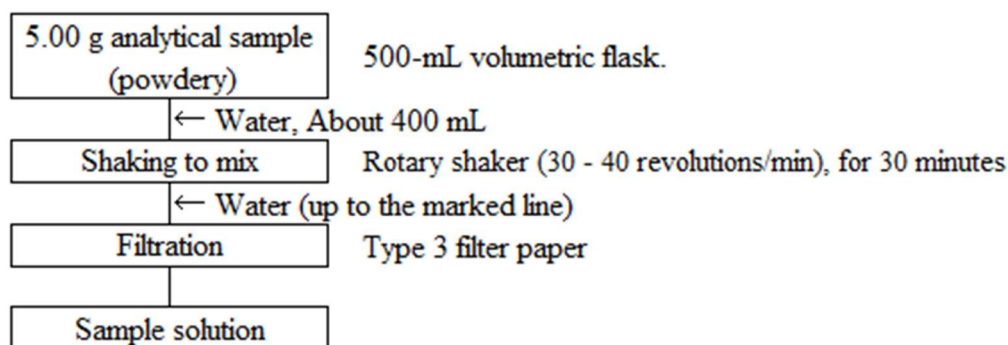 5.00 g analytical sample
(powdery)
500-mL volumetric flask.
← Water, About 400 mL
Shaking to mix
Rotary shaker (30 - 40 revolutions/min), for 30 minutes
← Water (up to the marked line)
Filtration
Type 3 filter paper
Sample solution